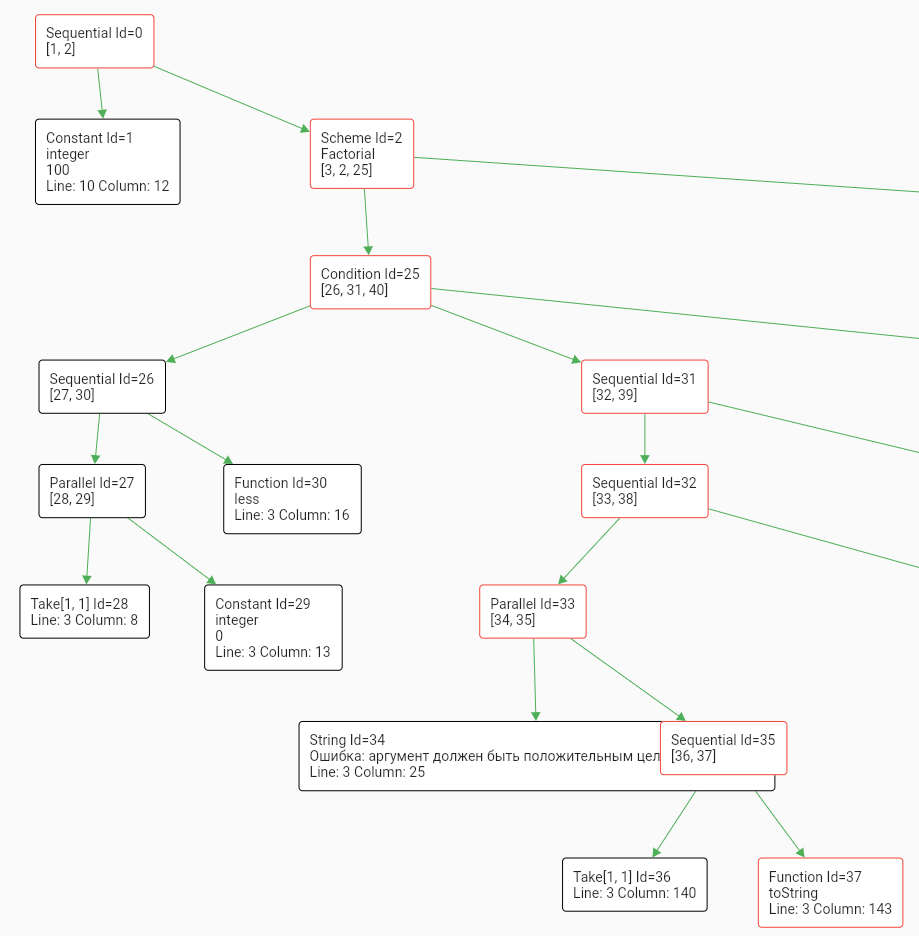 Sequential Id=0
[1, 2]
Constant Id=1
integer
100
Line: 10 Column: 12
Scheme Id=2
Factorial
[3, 2, 25]
Condition Id=25
[26, 31, 40]
Sequential Id=26
[27, 30]
Sequential Id=31
[32, 39]
Parallel Id=27
[28, 29]
Function Id=30
less
Line: 3 Column: 16
Sequential Id=32
[33, 38]
Take[1, 1] Id=28
Line: 3 Column: 8
Constant Id=29
integer
0
Line: 3 Column: 13
Parallel Id=33
[34, 35]
String Id=34
Ошибка: аргумент должен быть положительным цел
Line: 3 Column: 25
Sequential Id=35
[36, 37]
Take[1, 1] Id=36
Line: 3 Column: 140
Function Id=37
toString
Line: 3 Column: 143